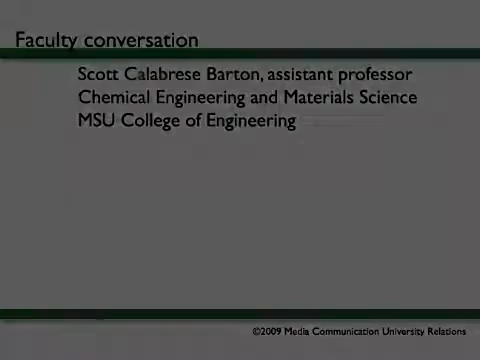 Faculty conversation
Scott Calabrese Barton, assistant professor
Chemical Engineering and Materials Science
MSU College of Engineering
©2009 Media Communication University Relations